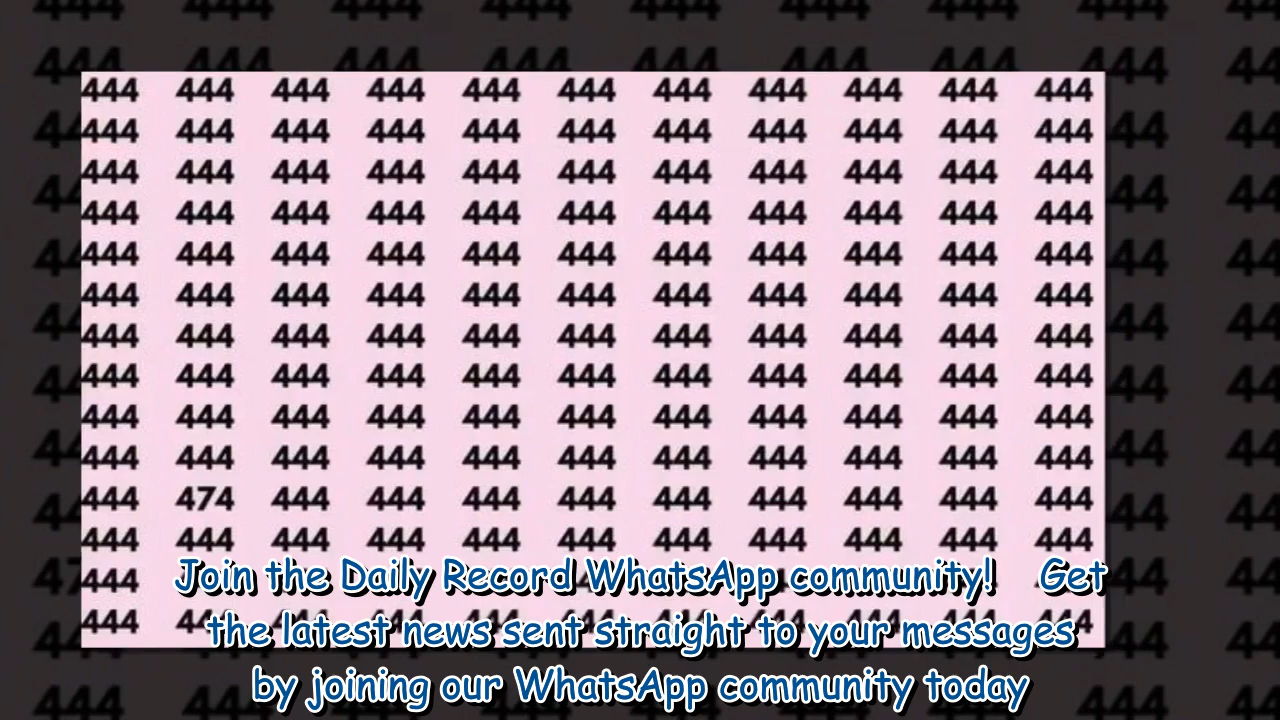 444 444 444 444 444 444 444 444 444 444 444
444 444 444 444 444 444 444 444 444 444 444
444 444 444 444 444 444 444 444 444 444 444
444 444 444 444 444 444 444 444 444 444 444
444 444 444 444 444 444 444 444 444 444 444
444 444 444 444 444 444 444 444 444 444 444
444 444 444 444 444 444 444 444 444 444 444
444 444 444 444 444 444 444 444 444 444 444
444 444 444 444 444 444 444 444 444 444 444
444 444 444 444 444 444 444 444 444 444 444
444 474 444 444 444 444 444 444 444 444 444
444 444 444 444 444 444 444 444 444 444 444
444
444
Join the Daily Record WhatsApp community! Get
the latest news sent straight to your messages
by joining our WhatsApp community today